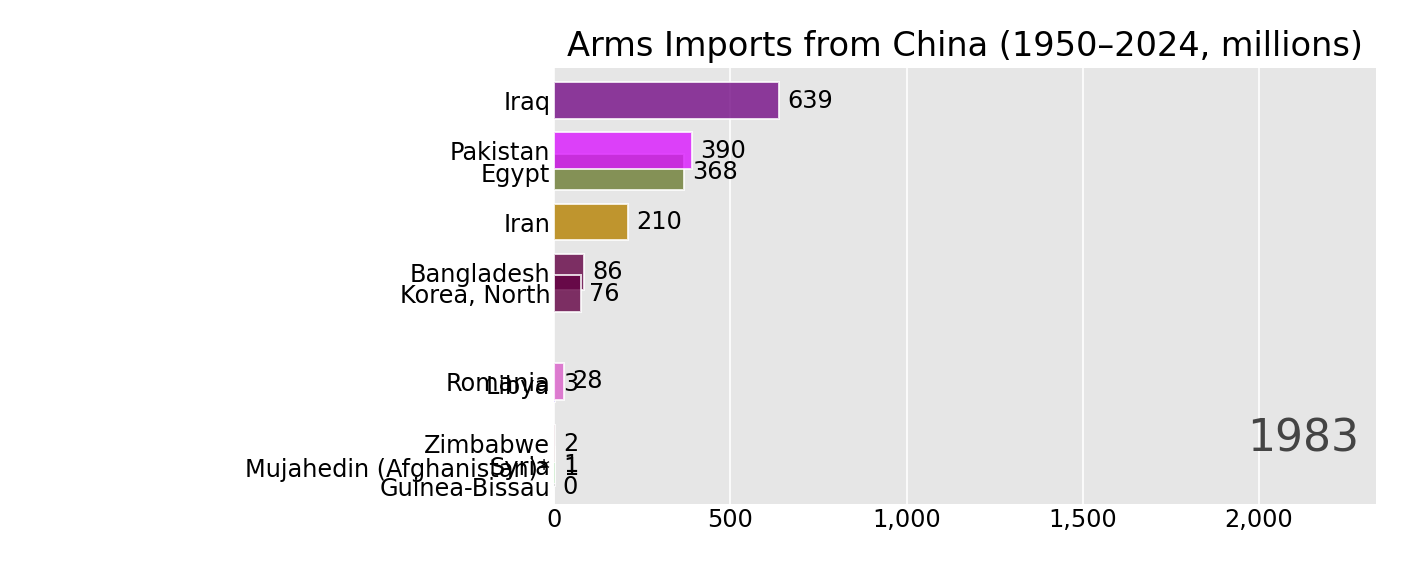 Arms Imports from China (1950–2024, millions)
Iraq 639
Pakistan 390
Egypt 368
Iran 210
Bangladesh 86
Korea, North 76
Romania 28
Libya 3
Zimbabwe 2
Syria 1
Mujahedin (Afghanistan)* 1
Guinea-Bissau 0
1983
0 500 1,000 1,500 2,000